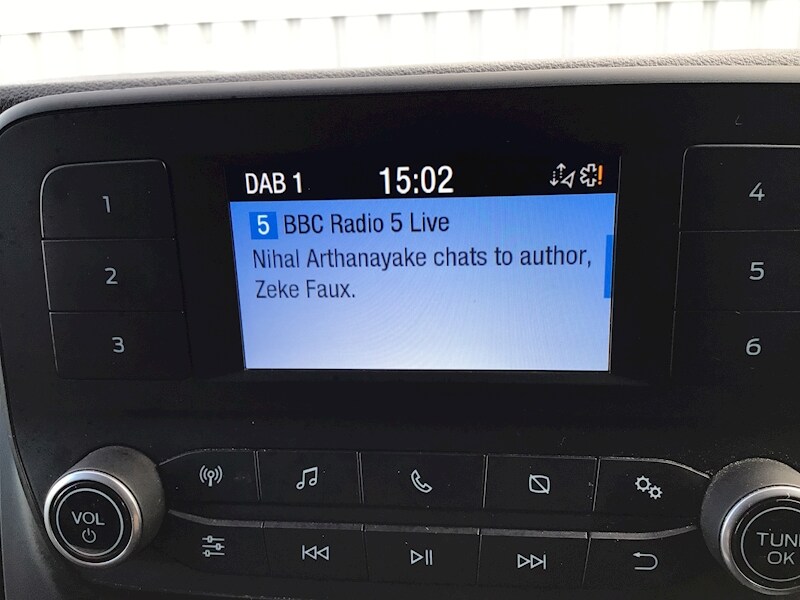 DAB 1 15:02
5 BBC Radio 5 Live
Nihal Arthanayake chats to author,
Zeke Faux.
1
2
3
4
5
6
VOL
TUNE
OK